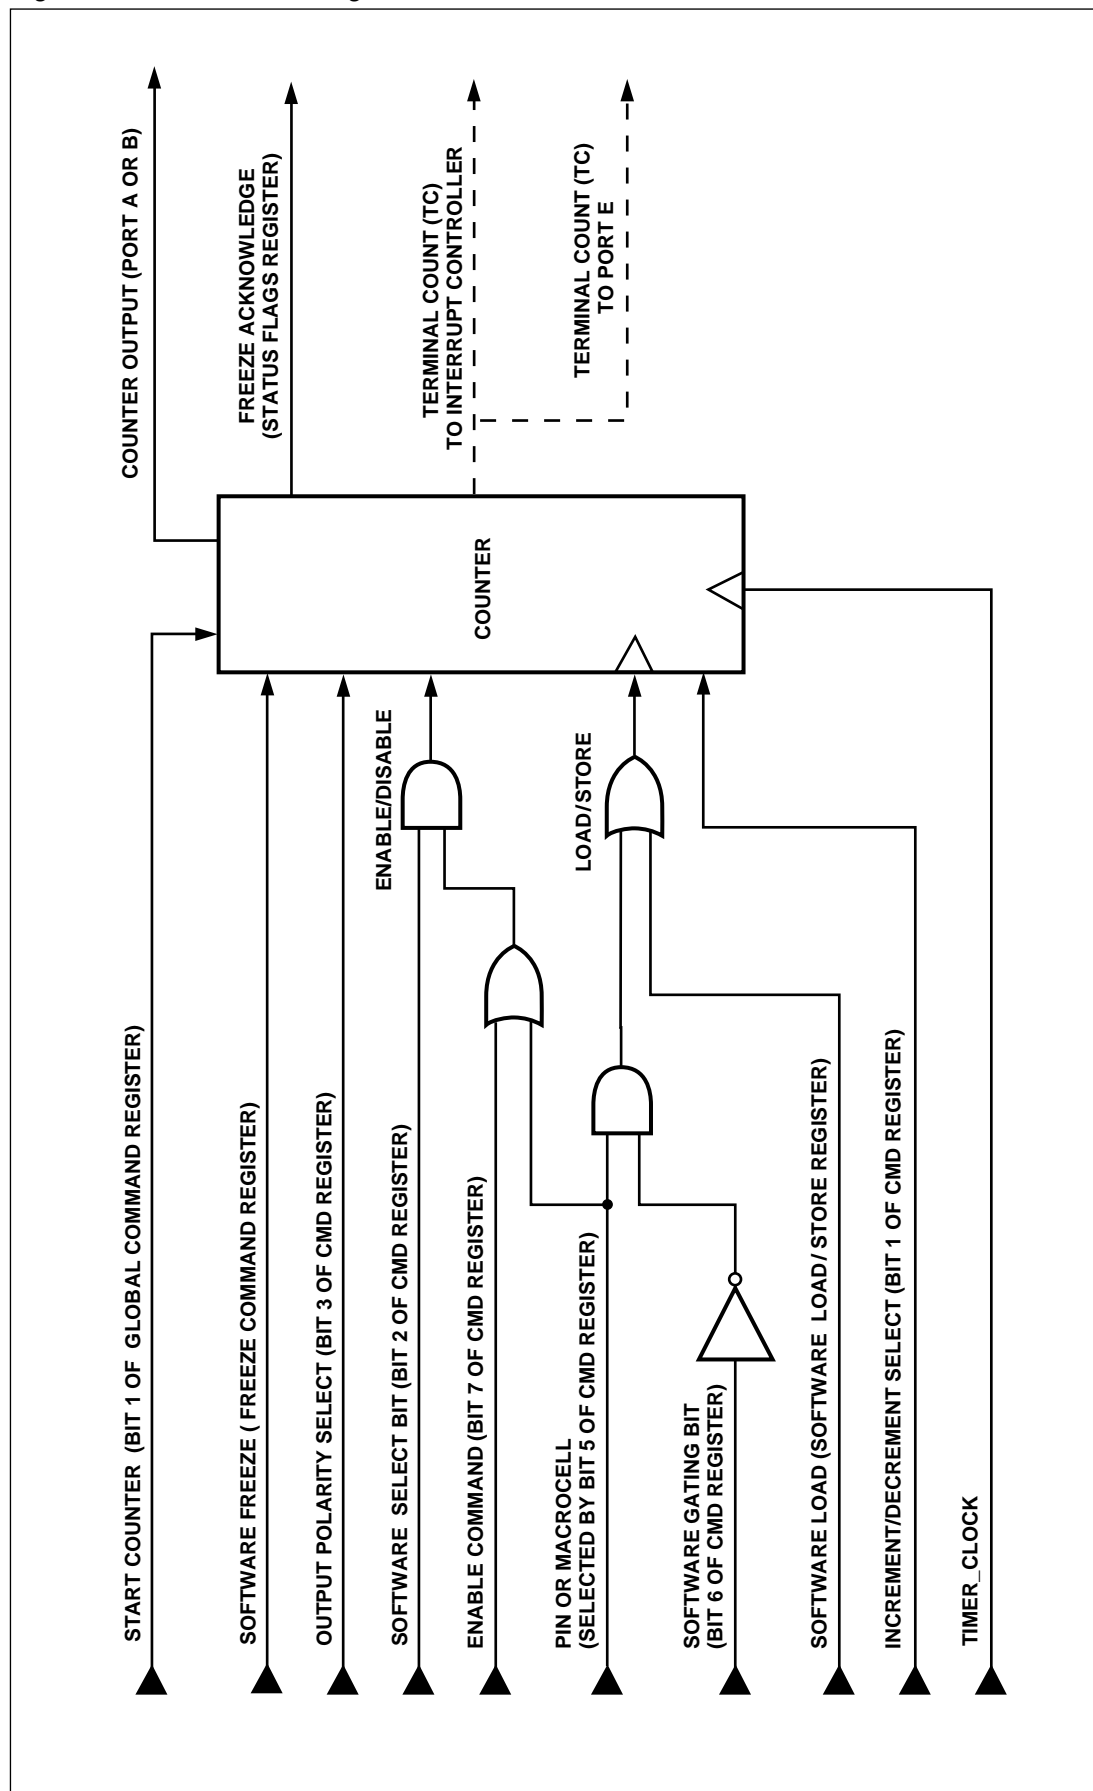 START COUNTER (BIT 1 OF GLOBAL COMMAND REGISTER)
SOFTWARE FREEZE ( FREEZE COMMAND REGISTER)
OUTPUT POLARITY SELECT (BIT 3 OF CMD REGISTER)
SOFTWARE SELECT BIT (BIT 2 OF CMD REGISTER)
ENABLE COMMAND (BIT 7 OF CMD REGISTER)
PIN OR MACROCELL
(SELECTED BY BIT 5 OF CMD REGISTER)
SOFTWARE GATING BIT
(BIT 6 OF CMD REGISTER)
SOFTWARE LOAD (SOFTWARE LOAD/ STORE REGISTER)
INCREMENT/DECREMENT SELECT (BIT 1 OF CMD REGISTER)
TIMER_CLOCK
ENABLE/DISABLE
LOAD/STORE
COUNTER
COUNTER OUTPUT (PORT A OR B)
FREEZE ACKNOWLEDGE
(STATUS FLAGS REGISTER)
TERMINAL COUNT (TC)
TO INTERRUPT CONTROLLER
TERMINAL COUNT (TC)
TO PORT E